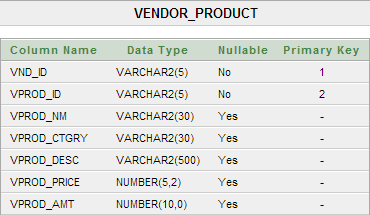 VENDOR_PRODUCT
Column Name Data Type Nullable Primary Key
VND_ID VARCHAR2(5) No 1
VPROD_ID VARCHAR2(5) No 2
VPROD_NM VARCHAR2(30) Yes -
VPROD_CTGRY VARCHAR2(30) Yes -
VPROD_DESC VARCHAR2(500) Yes -
VPROD_PRICE NUMBER(5,2) Yes -
VPROD_AMT NUMBER(10,0) Yes -